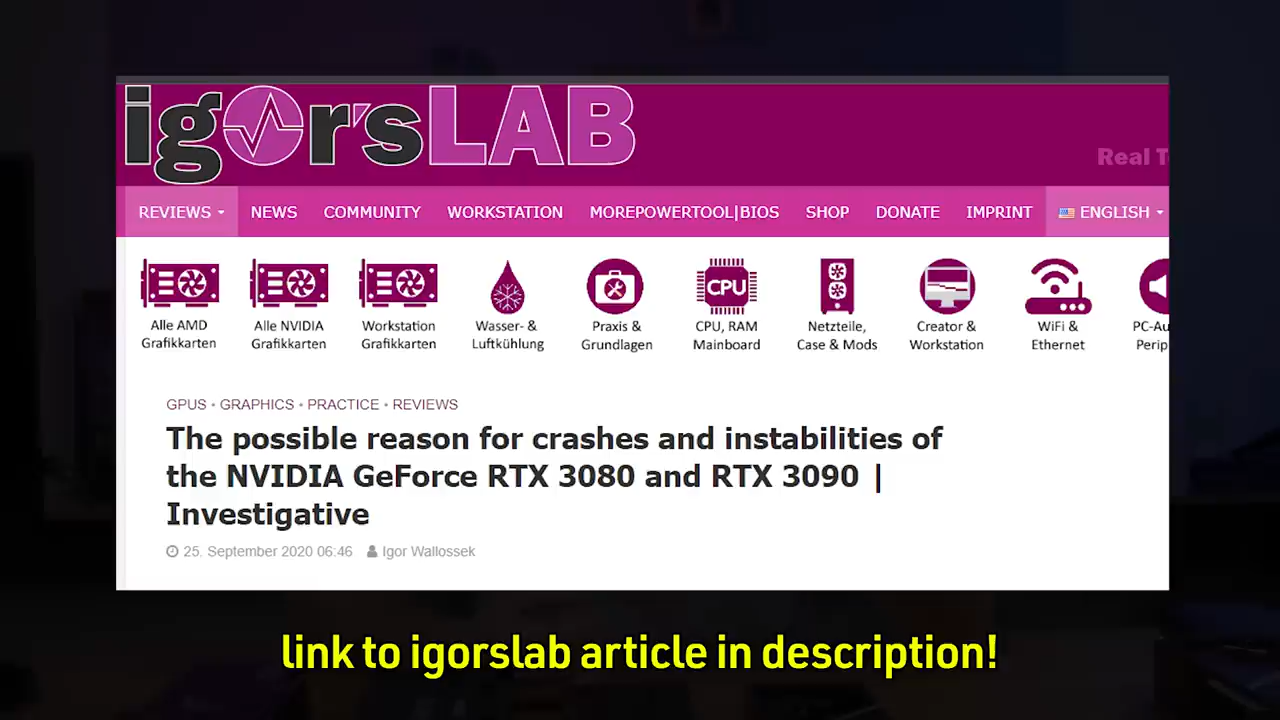 igor'sLAB
Real T
REVIEWS NEWS COMMUNITY WORKSTATION MOREPOWERTOOL|BIOS SHOP DONATE IMPRINT ENGLISH
Alle AMD
Grafikkarten
Alle NVIDIA
Grafikkarten
Workstation
Grafikkarten
Wasser- &
Luftkühlung
Praxis &
Grundlagen
CPU
CPU, RAM
Mainboard
Netzteile,
Case & Mods
Creator &
Workstation
WiFi &
Ethernet
PC-Au
Perip
GPUS • GRAPHICS • PRACTICE • REVIEWS
The possible reason for crashes and instabilities of
the NVIDIA GeForce RTX 3080 and RTX 3090 |
Investigative
25. September 2020 06:46 Igor Wallossek
link to igorslab article in description!